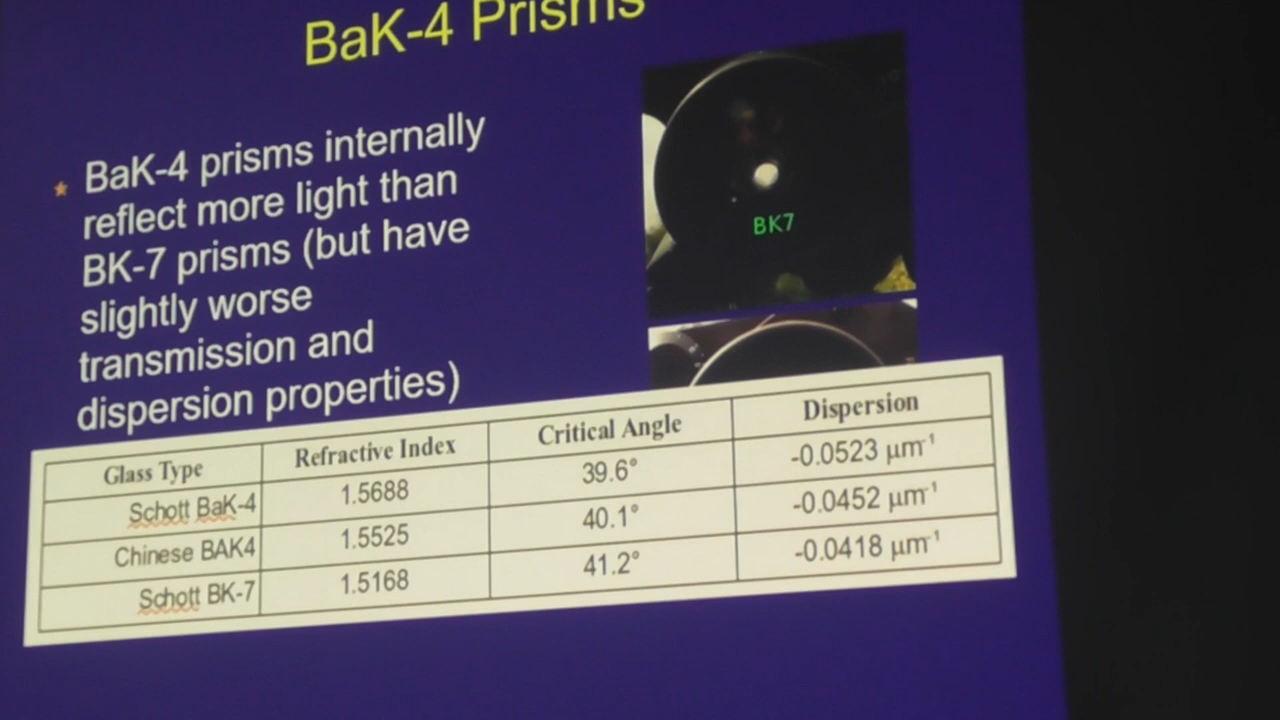 BaK-4 Prisms
BaK-4 prisms internally
reflect more light than
BK-7 prisms (but have
slightly worse
transmission and
dispersion properties)
BK7
Glass Type Refractive Index Critical Angle Dispersion
Schott BaK-4 1.5688 39.6° -0.0523 µm⁻¹
Chinese BAK4 1.5525 40.1° -0.0452 µm⁻¹
Schott BK-7 1.5168 41.2° -0.0418 µm⁻¹